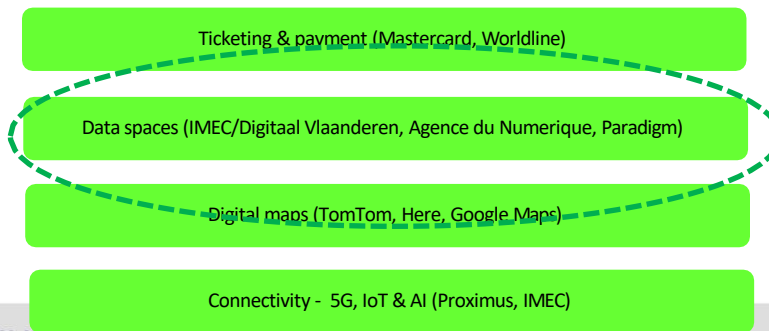 Ticketing & payment (Mastercard, Worldline)
Data spaces (IMEC/Digitaal Vlaanderen, Agence du Numerique, Paradigm)
Digital maps (TomTom, Here, Google Maps)
Connectivity - 5G, IoT & AI (Proximus, IMEC)